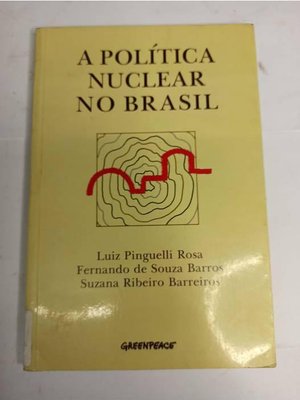 A POLÍTICA
NUCLEAR
NO BRASIL
Luiz Pinguelli Rosa
Fernando de Souza Barros
Suzana Ribeiro Barreiros
GREENPEACE